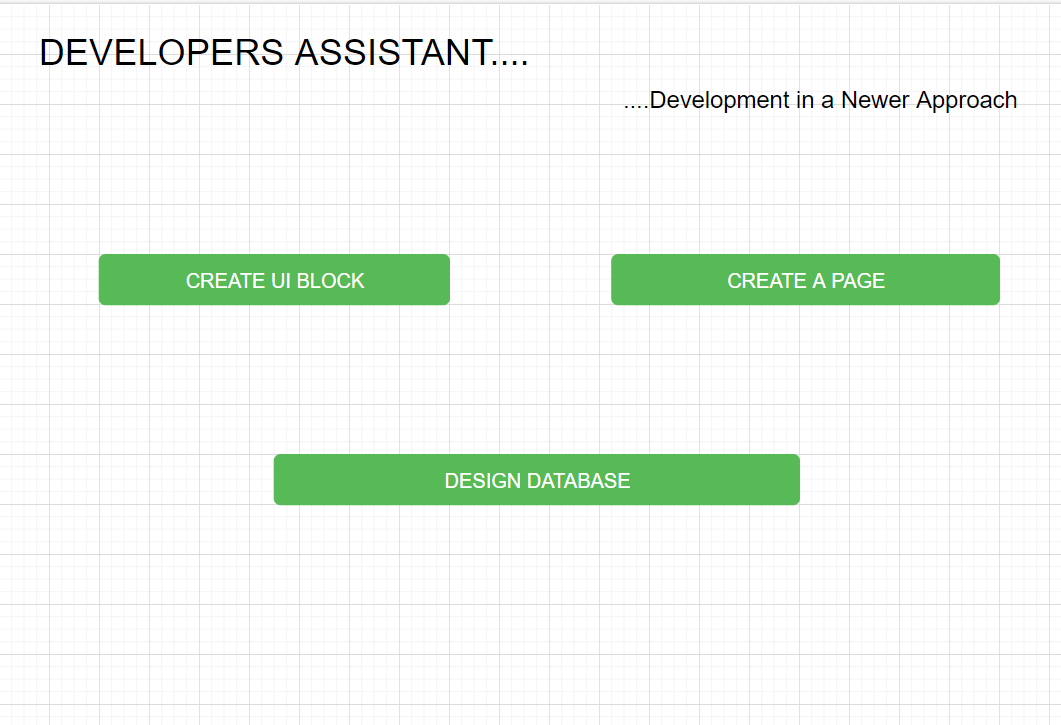 DEVELOPERS ASSISTANT....
....Development in a Newer Approach
CREATE UI BLOCK
CREATE A PAGE
DESIGN DATABASE